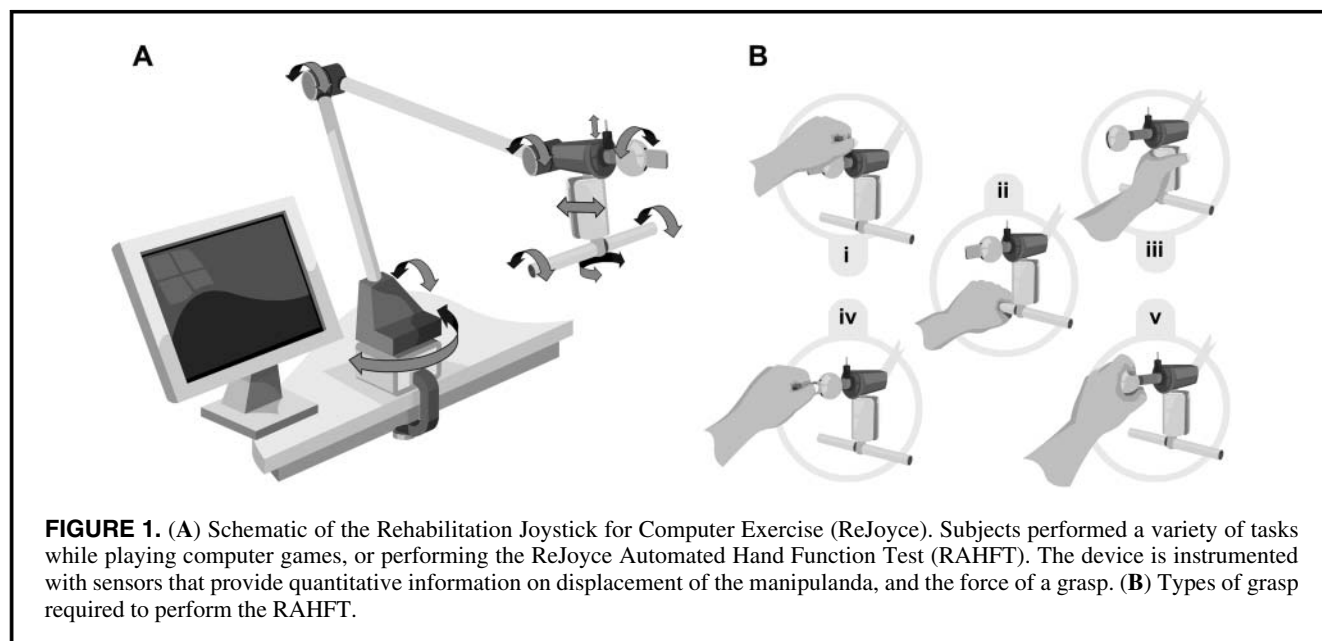 A
B
i
ii
iii
iv
v
FIGURE 1. (A) Schematic of the Rehabilitation Joystick for Computer Exercise (ReJoyce). Subjects performed a variety of tasks
while playing computer games, or performing the ReJoyce Automated Hand Function Test (RAHFT). The device is instrumented
with sensors that provide quantitative information on displacement of the manipulanda, and the force of a grasp. (B) Types of grasp
required to perform the RAHFT.